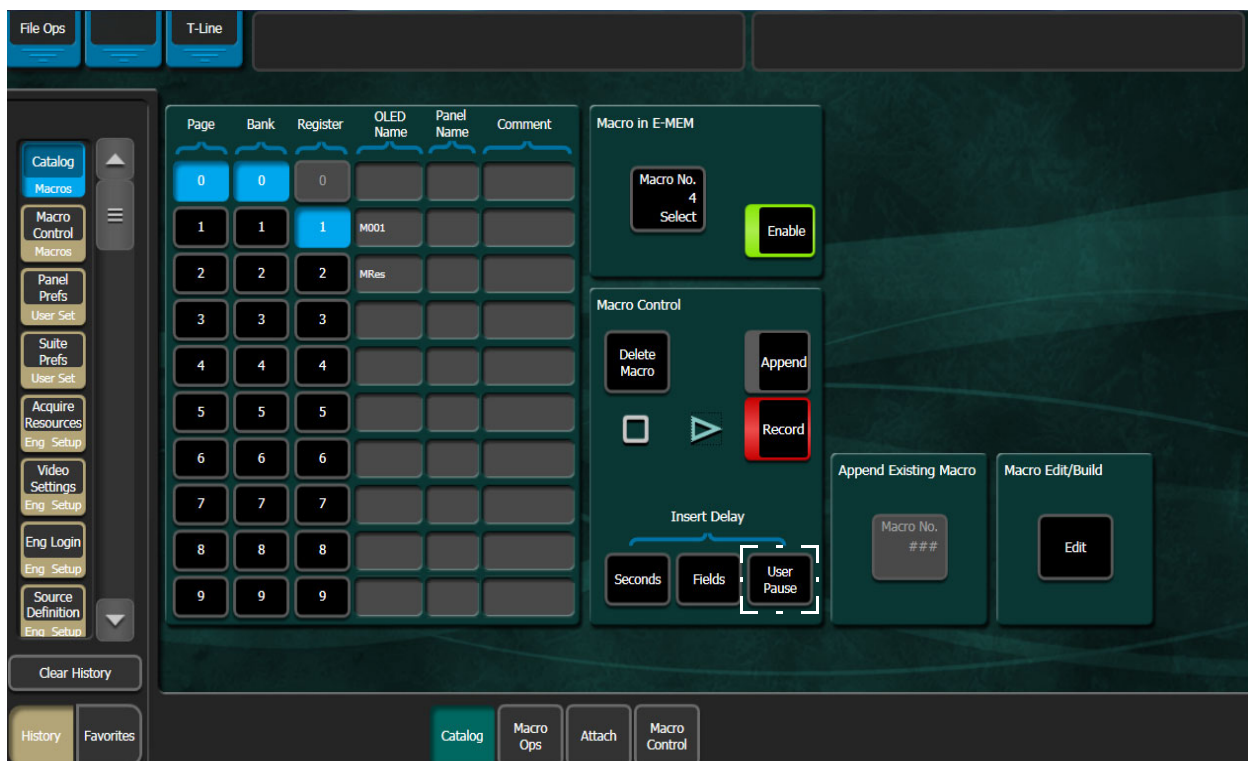 File Ops
T-Line
Catalog
Macros
Macro
Control
Macros
Panel
Prefs
User Set
Suite
Prefs
User Set
Acquire
Resources
Eng Setup
Video
Settings
Eng Setup
Eng Login
Eng Setup
Source
Definition
Eng Setup
Clear History
History
Favorites
Page Bank Register OLED Name Panel Name Comment
0 0 0
1 1 1 M001
2 2 2 MRes
3 3 3
4 4 4
5 5 5
6 6 6
7 7 7
8 8 8
9 9 9
Macro in E-MEM
Macro No.
4
Select
Enable
Macro Control
Delete
Macro
Append
Record
Insert Delay
Seconds
Fields
User
Pause
Append Existing Macro
Macro No.
###
Macro Edit/Build
Edit
Catalog
Macro
Ops
Attach
Macro
Control